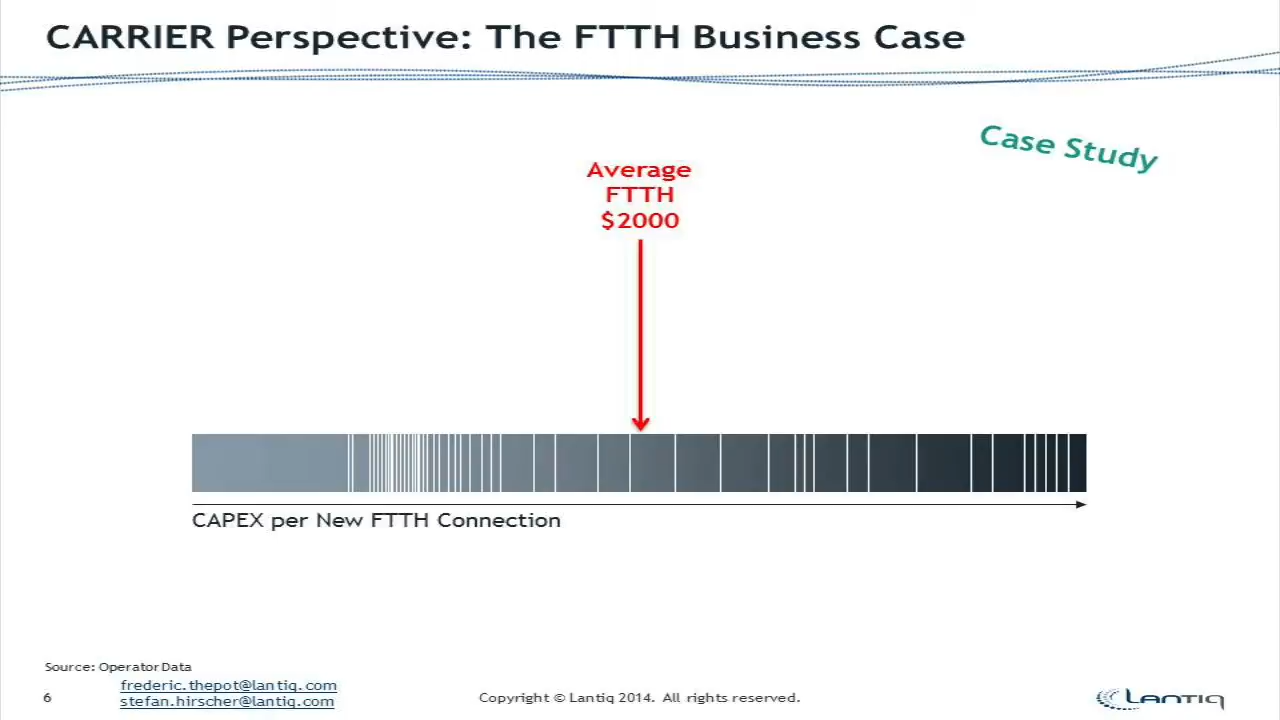 CARRIER Perspective: The FTTH Business Case
Case Study
Average
FTTH
$2000
CAPEX per New FTTH Connection
Source: Operator Data
frederic.thepot@lantiq.com
6
stefan.hirscher@lantiq.com
Copyright © Lantiq 2014. All rights reserved.
Lantiq